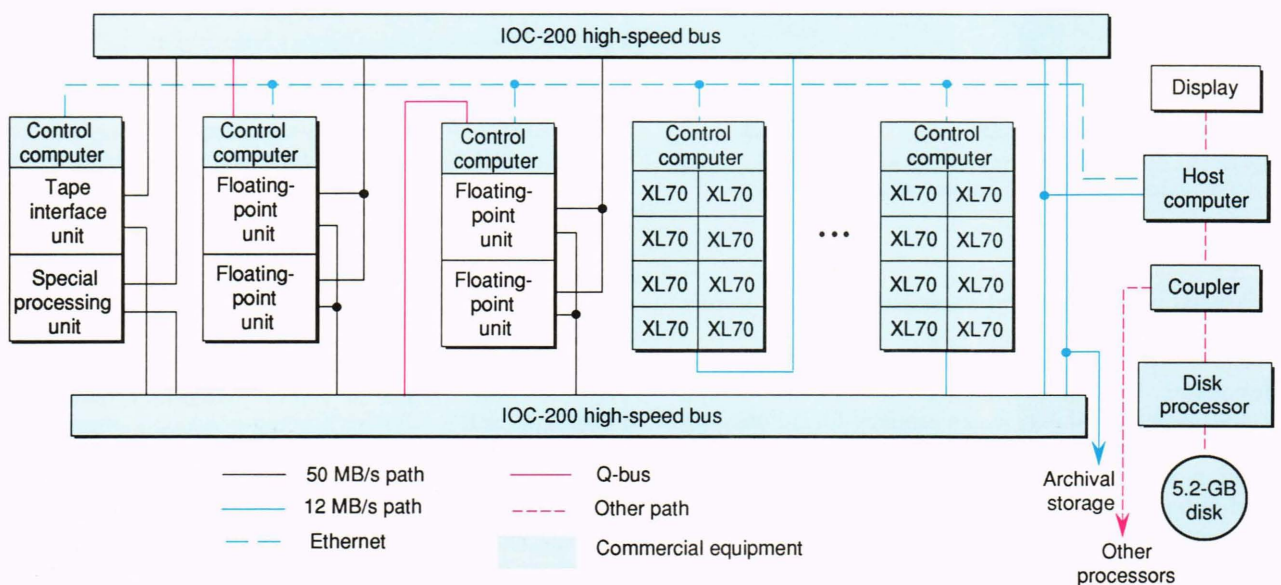 IOC-200 high-speed bus
Control
computer
Tape
interface
unit
Special
processing
unit
Control
computer
Floating-
point
unit
Floating-
point
unit
Control
computer
Floating-
point
unit
Floating-
point
unit
Control
computer
XL70 XL70
XL70 XL70
XL70 XL70
XL70 XL70
...
Control
computer
XL70 XL70
XL70 XL70
XL70 XL70
XL70 XL70
Display
Host
computer
Coupler
Disk
processor
5.2-GB
disk
Archival
storage
Other
processors
IOC-200 high-speed bus
50 MB/s path
12 MB/s path
Ethernet
Q-bus
Other path
Commercial equipment